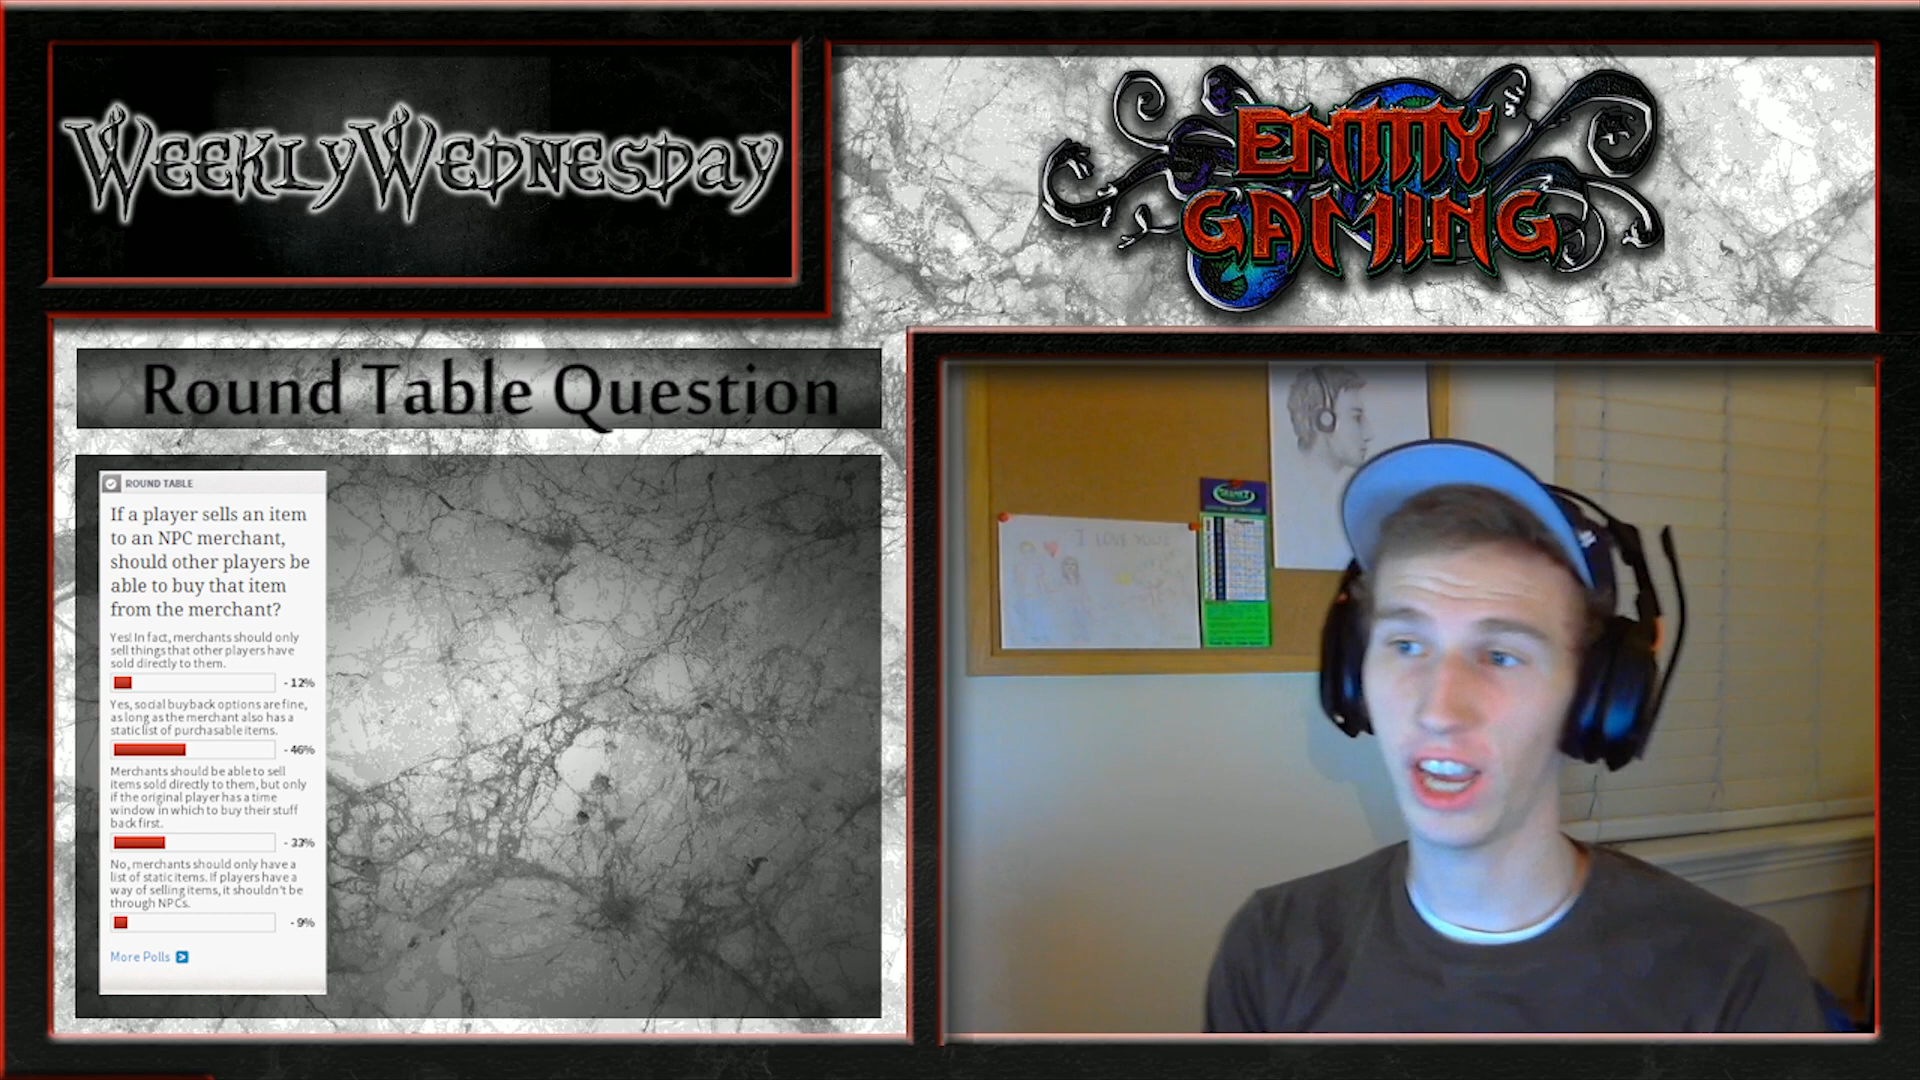 WEEKLYWEDNESDAY
ENTITY
GAMING
Round Table Question
ROUND TABLE
If a player sells an item
to an NPC merchant,
should other players be
able to buy that item
from the merchant?
Yes! In fact, merchants should only
sell things that other players have
sold directly to them.
- 12%
Yes, social buyback options are fine,
as long as the merchant also has a
static list of purchasable items.
- 46%
Merchants should be able to sell
items sold directly to them, but only
if the original player has a time
window in which to buy their stuff
back first.
- 33%
No, merchants should only have a
list of static items. If players have a
way of selling items, it shouldn't be
through NPCs.
- 9%
More Polls
I LOVE